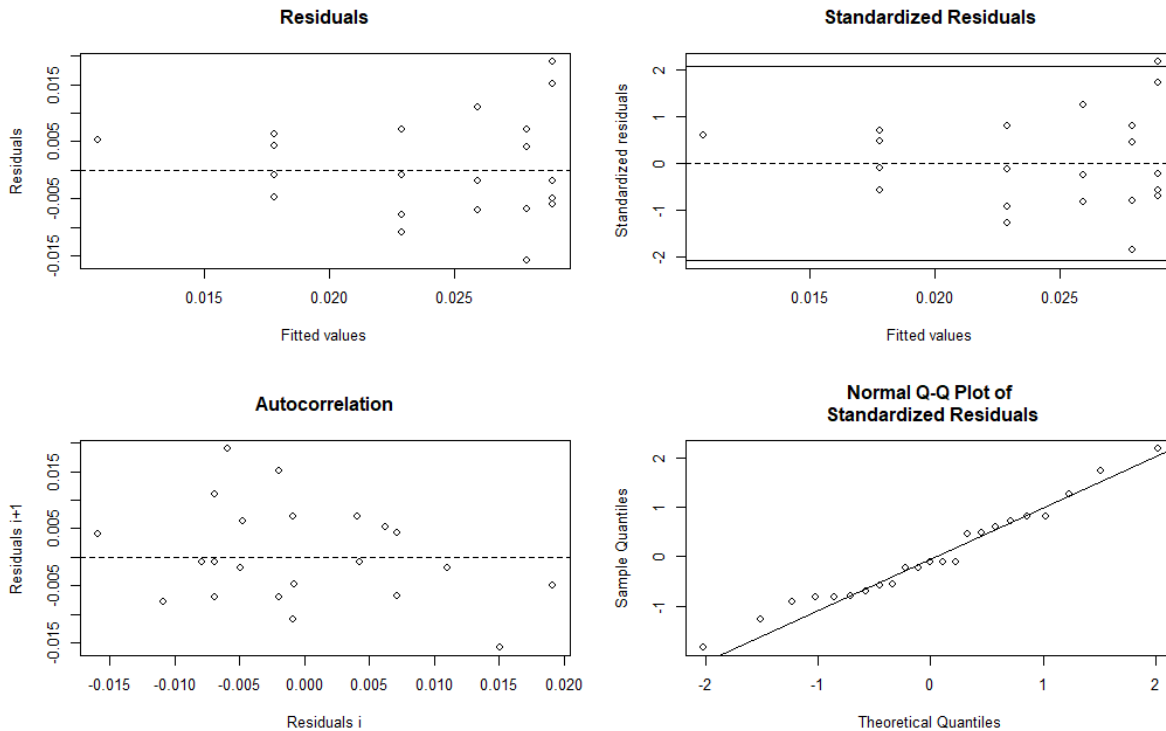 Residuals
Residuals
0.015
0.005
-0.005
-0.015
0.015 0.020 0.025
Fitted values
Standardized Residuals
Standardized residuals
2
1
0
-1
-2
0.015 0.020 0.025
Fitted values
Autocorrelation
Residuals i+1
0.015
0.005
-0.005
-0.015
-0.015 -0.010 -0.005 0.000 0.005 0.010 0.015 0.020
Residuals i
Normal Q-Q Plot of
Standardized Residuals
Sample Quantiles
2
1
0
-1
-2 -1 0 1 2
Theoretical Quantiles